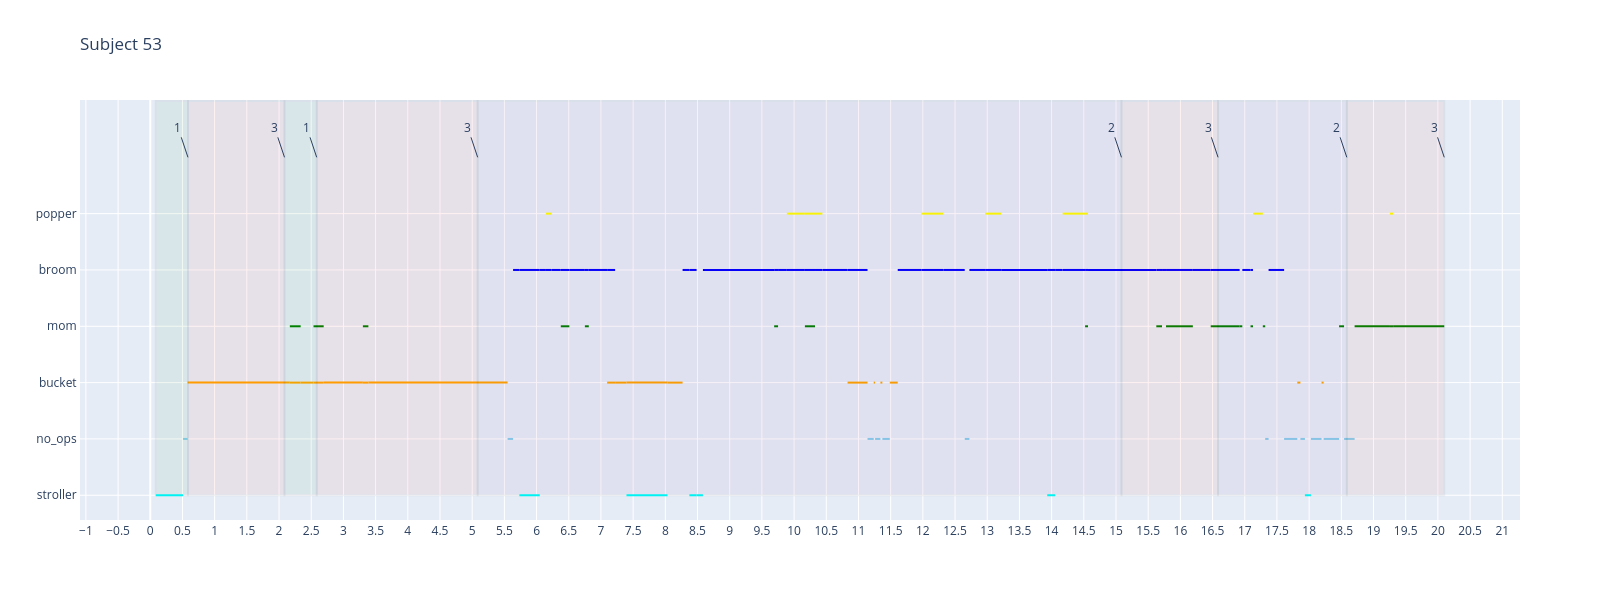 Subject 53
1 3 1 3 2 3 2 3
popper
broom
mom
bucket
no_ops
stroller
−1 −0.5 0 0.5 1 1.5 2 2.5 3 3.5 4 4.5 5 5.5 6 6.5 7 7.5 8 8.5 9 9.5 10 10.5 11 11.5 12 12.5 13 13.5 14 14.5 15 15.5 16 16.5 17 17.5 18 18.5 19 19.5 20 20.5 21